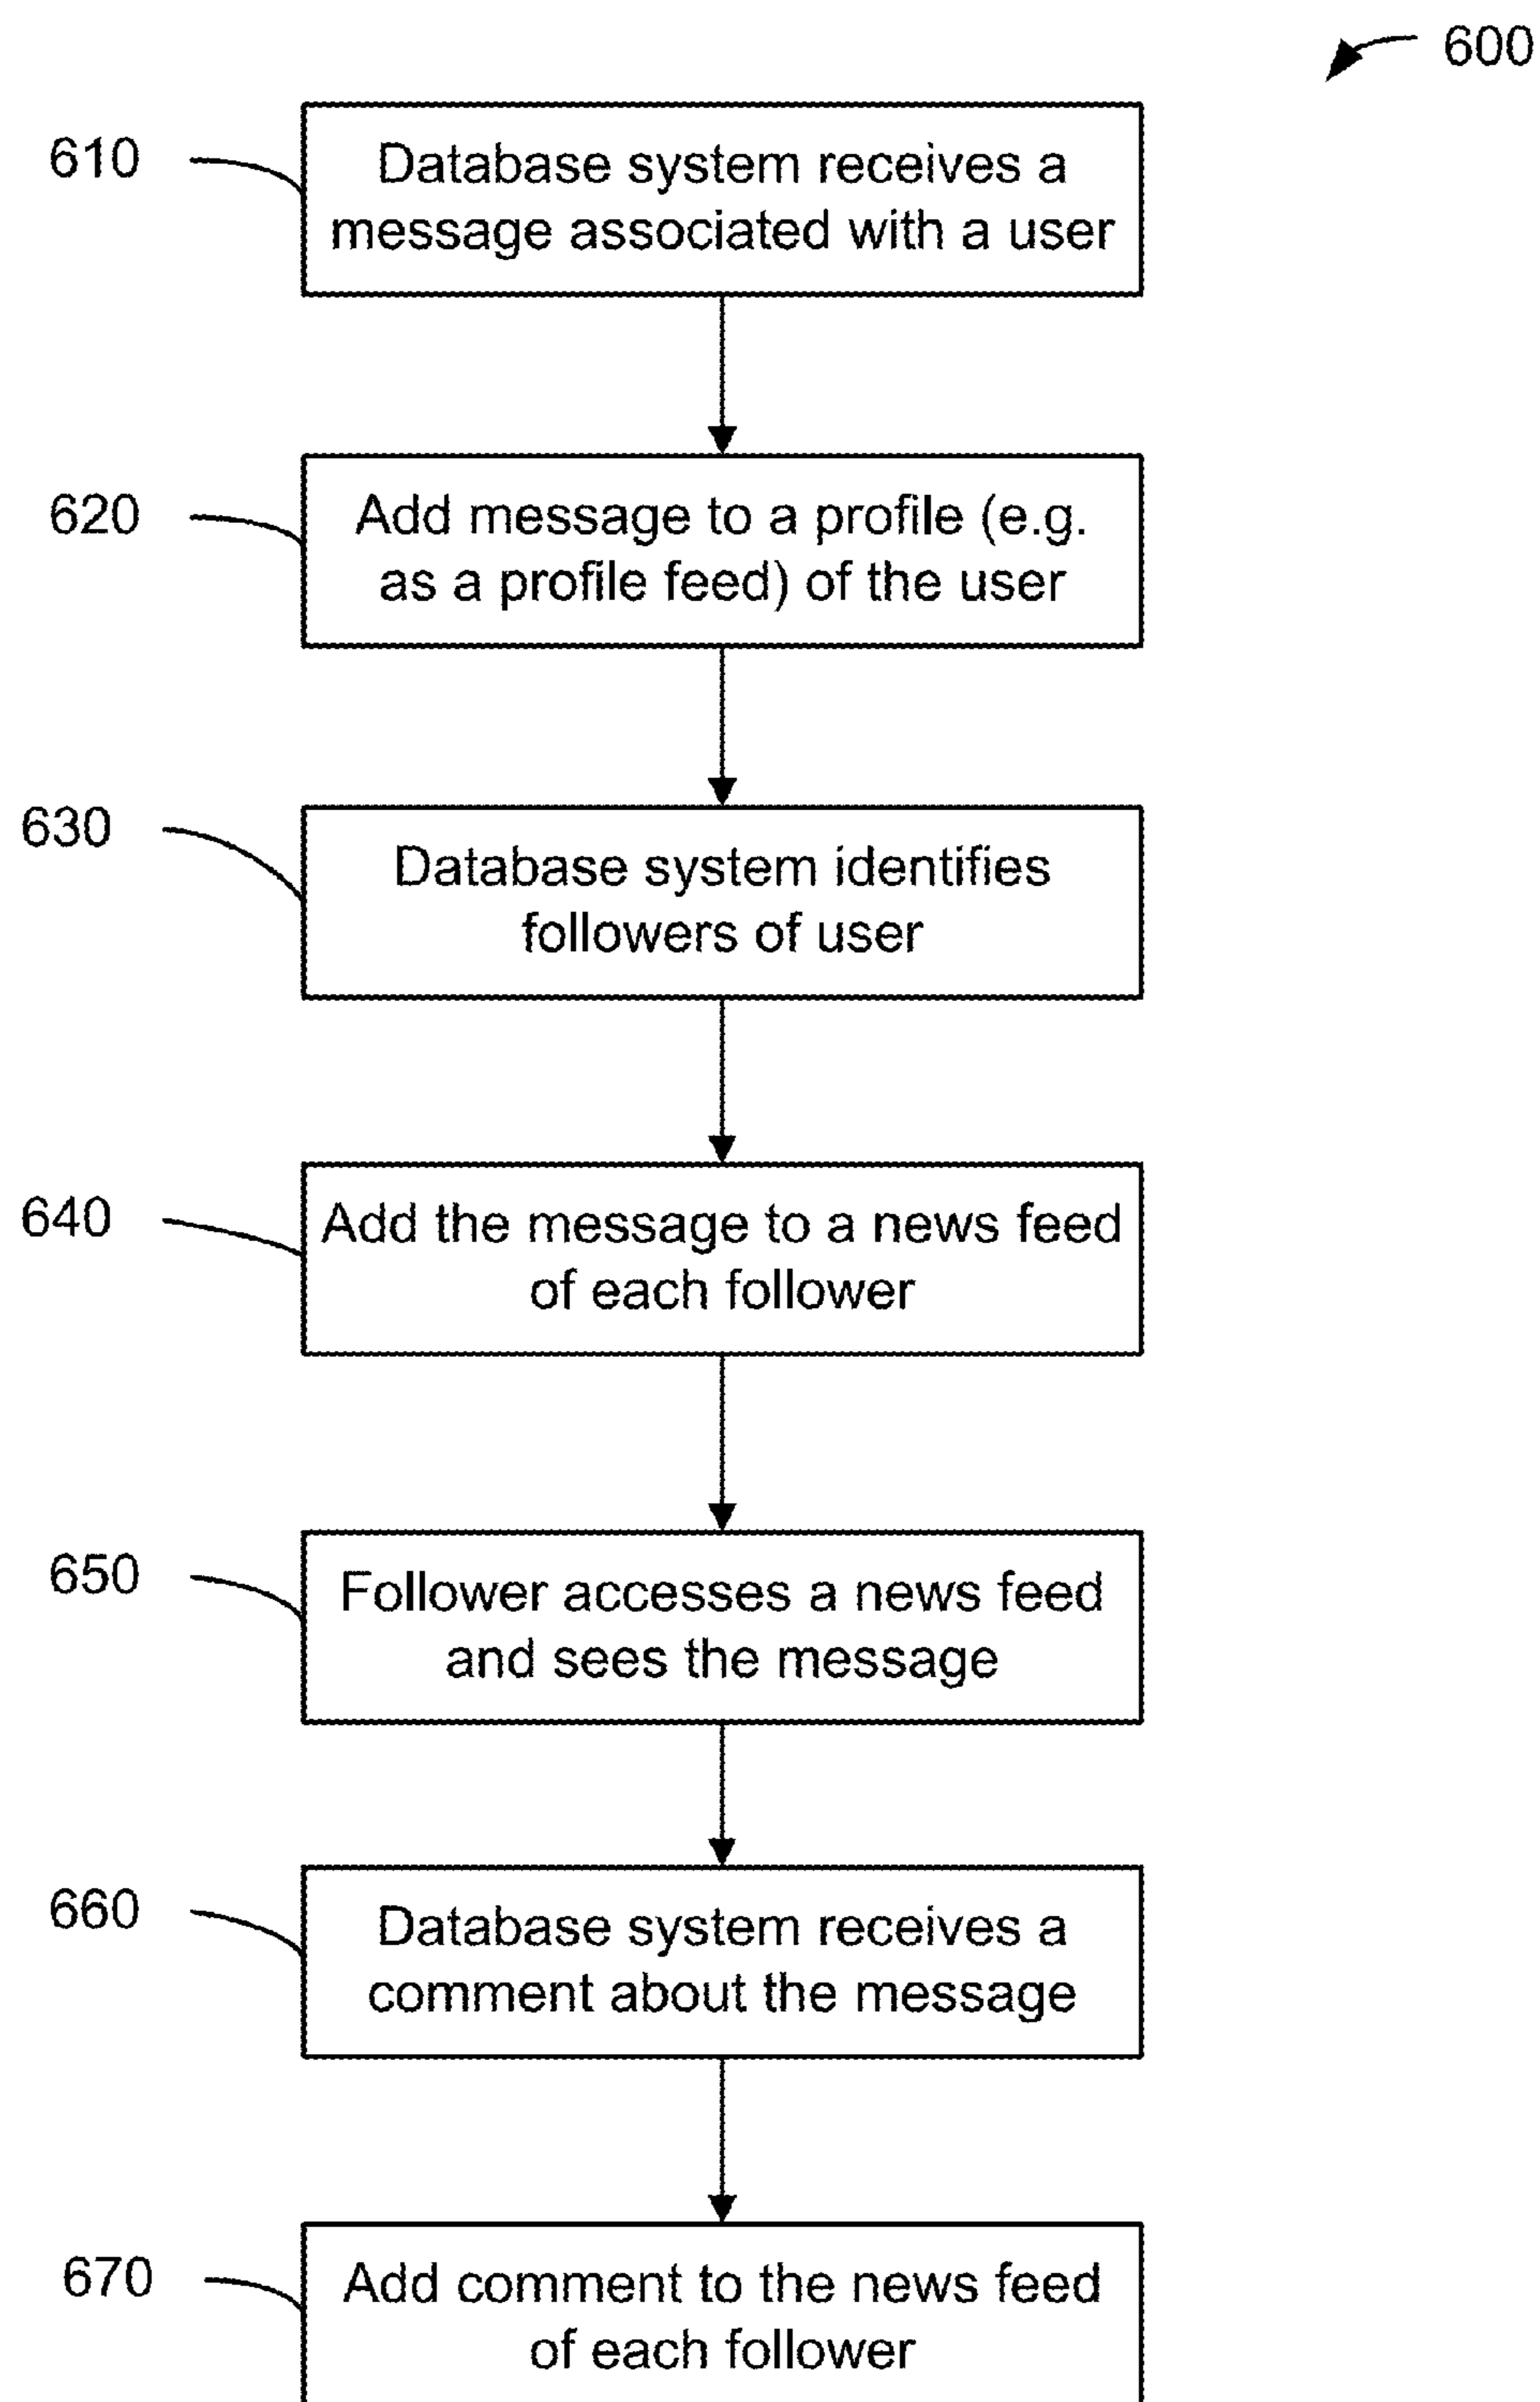 600
610
Database system receives a
message associated with a user
620
Add message to a profile (e.g.
as a profile feed) of the user
630
Database system identifies
followers of user
640
Add the message to a news feed
of each follower
650
Follower accesses a news feed
and sees the message
660
Database system receives a
comment about the message
670
Add comment to the news feed
of each follower